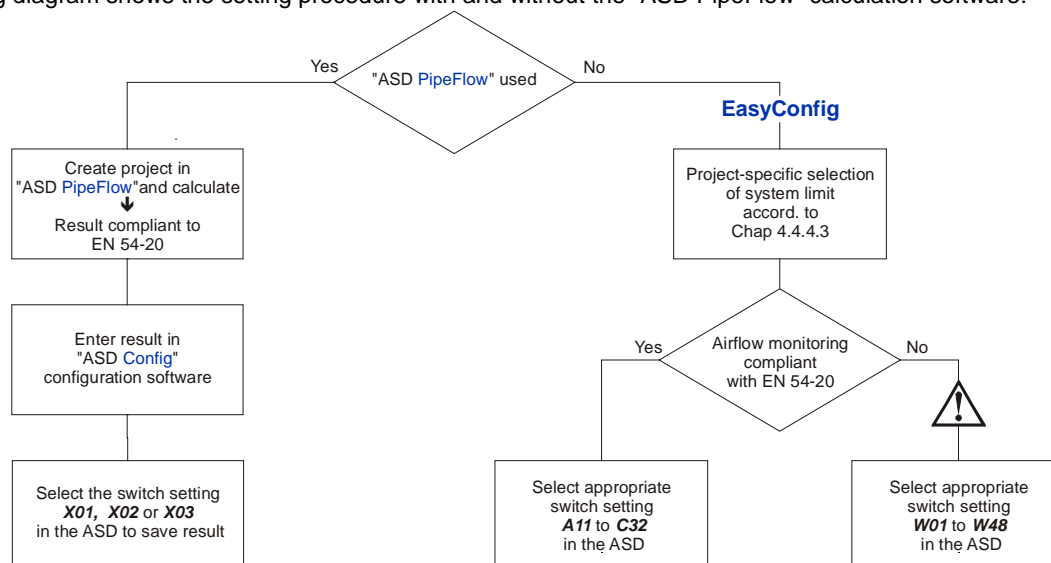 g diagram shows the setting procedure with and without the "ASD PipeFlow" calculation software.
Yes
"ASD PipeFlow" used
No
EasyConfig
Create project in
"ASD PipeFlow"and calculate
Result compliant to
EN 54-20
Project-specific selection
of system limit
accord. to
Chap 4.4.4.3
Enter result in
"ASD Config"
configuration software
Yes
Airflow monitoring
compliant
with EN 54-20
No
Select the switch setting
X01, X02 or X03
in the ASD to save result
Select appropriate
switch setting
A11 to C32
in the ASD
Select appropriate
switch setting
W01 to W48
in the ASD